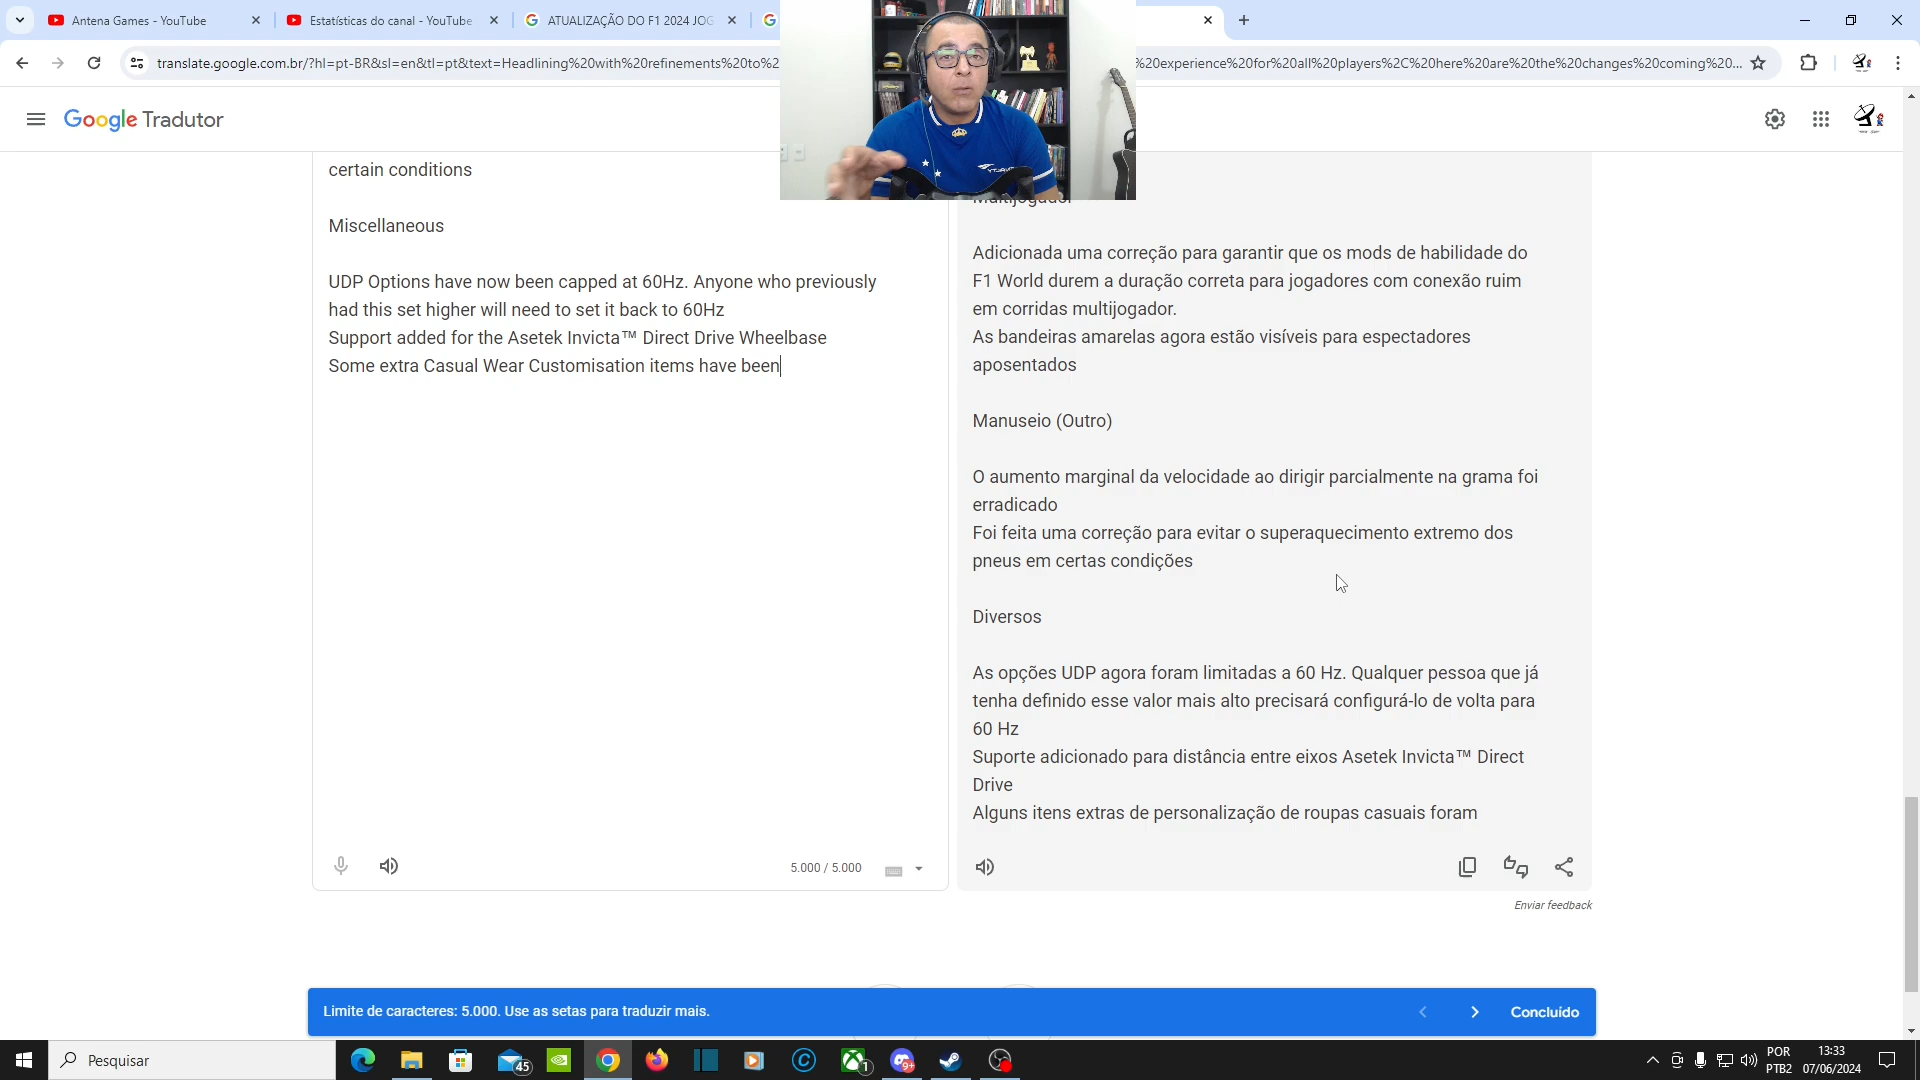 Antena Games - YouTube
Estatísticas do canal - YouTube
ATUALIZAÇÃO DO F1 2024 JOG
translate.google.com.br/?hl=pt-BR&sl=en&tl=pt&text=Headlining%20with%20refinements%20to%2
%20experience%20for%20all%20players%2C%20here%20are%20the%20changes%20coming%20...
Google Tradutor
certain conditions
Miscellaneous
UDP Options have now been capped at 60Hz. Anyone who previously
had this set higher will need to set it back to 60Hz
Support added for the Asetek Invicta™ Direct Drive Wheelbase
Some extra Casual Wear Customisation items have been
5.000 / 5.000
Multijogador
Adicionada uma correção para garantir que os mods de habilidade do
F1 World durem a duração correta para jogadores com conexão ruim
em corridas multijogador.
As bandeiras amarelas agora estão visíveis para espectadores
aposentados
Manuseio (Outro)
O aumento marginal da velocidade ao dirigir parcialmente na grama foi
erradicado
Foi feita uma correção para evitar o superaquecimento extremo dos
pneus em certas condições
Diversos
As opções UDP agora foram limitadas a 60 Hz. Qualquer pessoa que já
tenha definido esse valor mais alto precisará configurá-lo de volta para
60 Hz
Suporte adicionado para distância entre eixos Asetek Invicta™ Direct
Drive
Alguns itens extras de personalização de roupas casuais foram
Enviar feedback
Limite de caracteres: 5.000. Use as setas para traduzir mais.
Concluído
Pesquisar
45
1
9+
POR
PTB2
13:33
07/06/2024